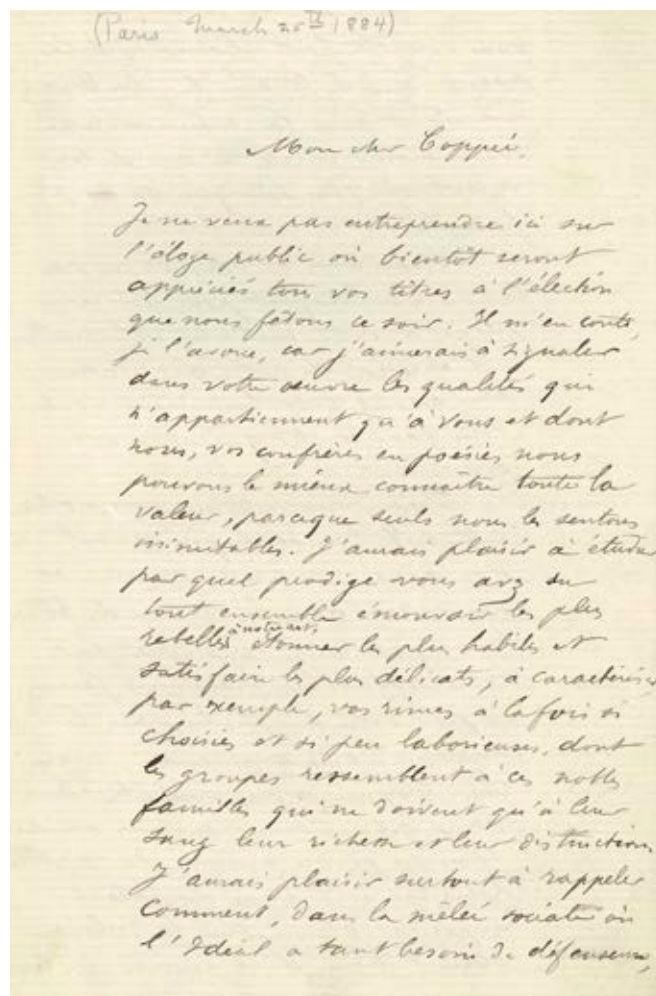 (Paris March 20th 1884)
Mon cher Coppée,
Je ne veux pas entreprendre ici sur
l'éloge public où bientôt seront
appréciés tous vos titres à l'élection
que nous fêtons ce soir. Il m'en coute,
je l'avoue, car j'aimerais à signaler
dans votre œuvre les qualités qui
n'appartiennent qu'à vous et dont
nous, vos confrères en poésies nous
pouvons le mieux connaître toute la
valeur, parceque seuls nous les sentons
inimitables. J'aurais plaisir à étudier
par quel prodige vous avez su
tout ensemble émouvoir les plus
rebelles à notre art, étonner les plus habiles et
satisfaire les plus délicats, à caractériser
par exemple, vos rimes à la fois si
choisies et si peu laborieuses, dont
les groupes ressemblent à ces nobles
familles qui ne doivent qu'à leur
sang leur richesse et leur distinction
J'aurais plaisir surtout à rappeler
comment, dans la mêlée sociale où
l'Idéal a tant besoin de défenseurs,